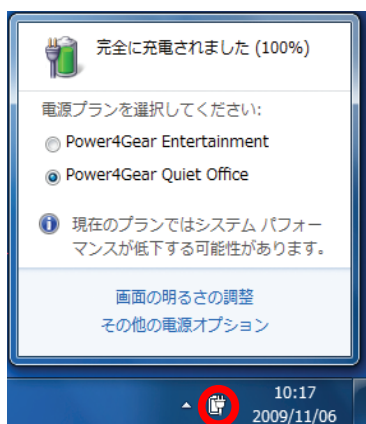 完全に充電されました (100%)
電源プランを選択してください:
Power4Gear Entertainment
Power4Gear Quiet Office
現在のプランではシステム パフォー
マンスが低下する可能性があります。
画面の明るさの調整
その他の電源オプション
10:17
2009/11/06